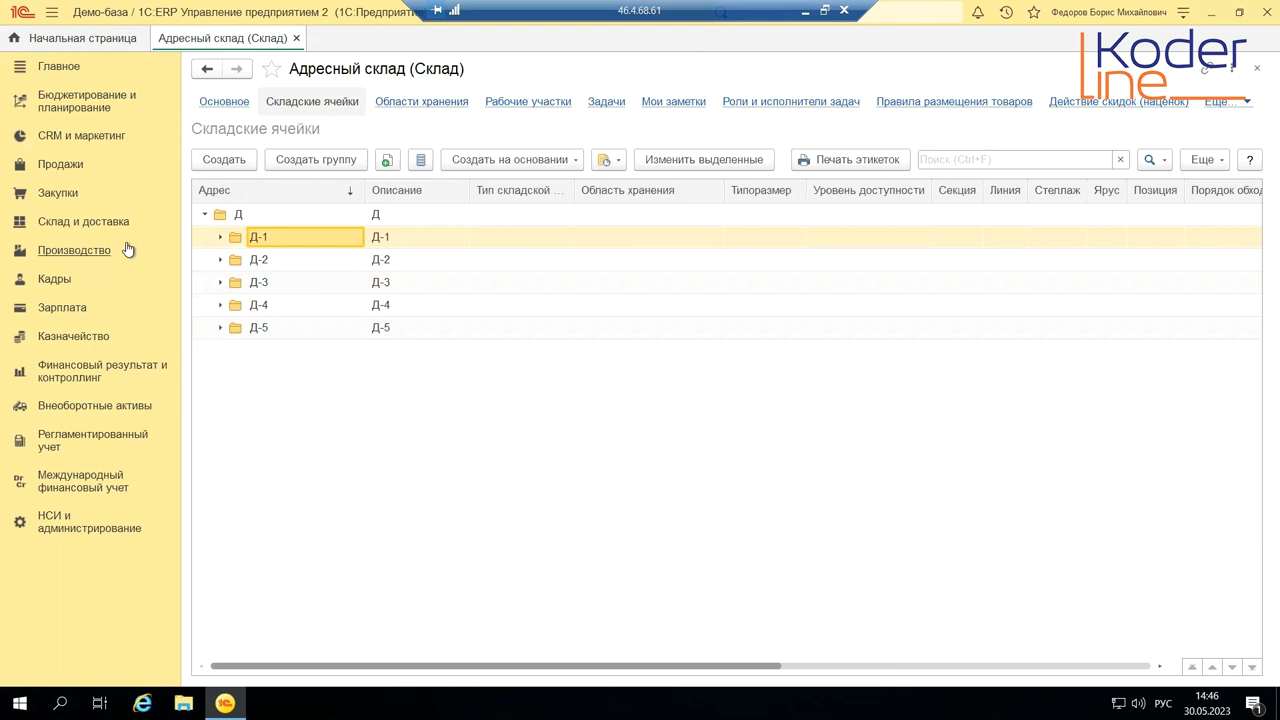 1С Демо-база / 1С:ERP Управление предприятием 2 (1С:Предприяти
46.4.68.61
Федоров Борис Михайлович
Начальная страница
Адресный склад (Склад) ×
Koder
line
Главное
Бюджетирование и
планирование
CRM и маркетинг
Продажи
Закупки
Склад и доставка
Производство
Кадры
Зарплата
Казначейство
Финансовый результат и
контроллинг
Внеоборотные активы
Регламентированный
учет
Dr
Cr
Международный
финансовый учет
НСИ и
администрирование
Адресный склад (Склад)
Основное Складские ячейки Области хранения Рабочие участки Задачи Мои заметки Роли и исполнители задач Правила размещения товаров Действие скидок (наценок) Еще...
Складские ячейки
Создать Создать группу Создать на основании Изменить выделенные Печать этикеток Поиск (Ctrl+F) × Еще ?
Адрес ↓ Описание Тип складской ... Область хранения Типоразмер Уровень доступности Секция Линия Стеллаж Ярус Позиция Порядок обход
Д Д
Д-1 Д-1
Д-2 Д-2
Д-3 Д-3
Д-4 Д-4
Д-5 Д-5
1С
РУС
14:46
30.05.2023
1